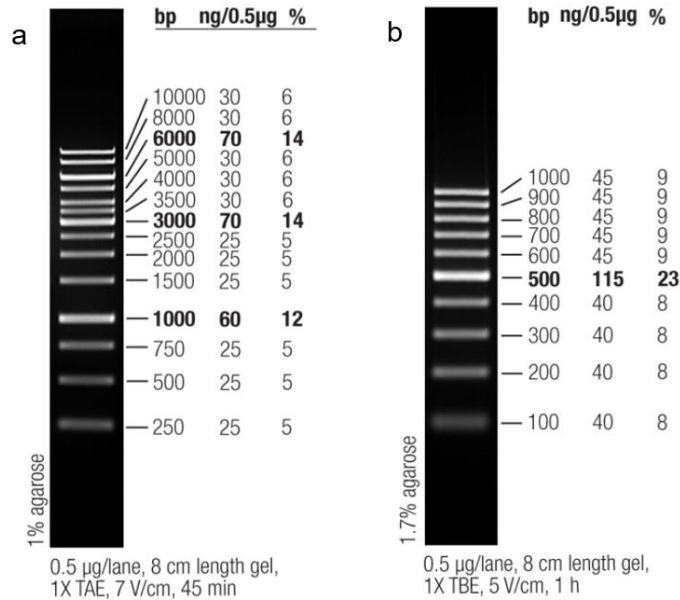 a
bp ng/0.5µg %
10000 30 6
8000 30 6
6000 70 14
5000 30 6
4000 30 6
3500 30 6
3000 70 14
2500 25 5
2000 25 5
1500 25 5
1000 60 12
750 25 5
500 25 5
250 25 5
1% agarose
0.5 µg/lane, 8 cm length gel,
1X TAE, 7 V/cm, 45 min
b
bp ng/0.5µg %
1000 45 9
900 45 9
800 45 9
700 45 9
600 45 9
500 115 23
400 40 8
300 40 8
200 40 8
100 40 8
1.7% agarose
0.5 µg/lane, 8 cm length gel,
1X TBE, 5 V/cm, 1 h